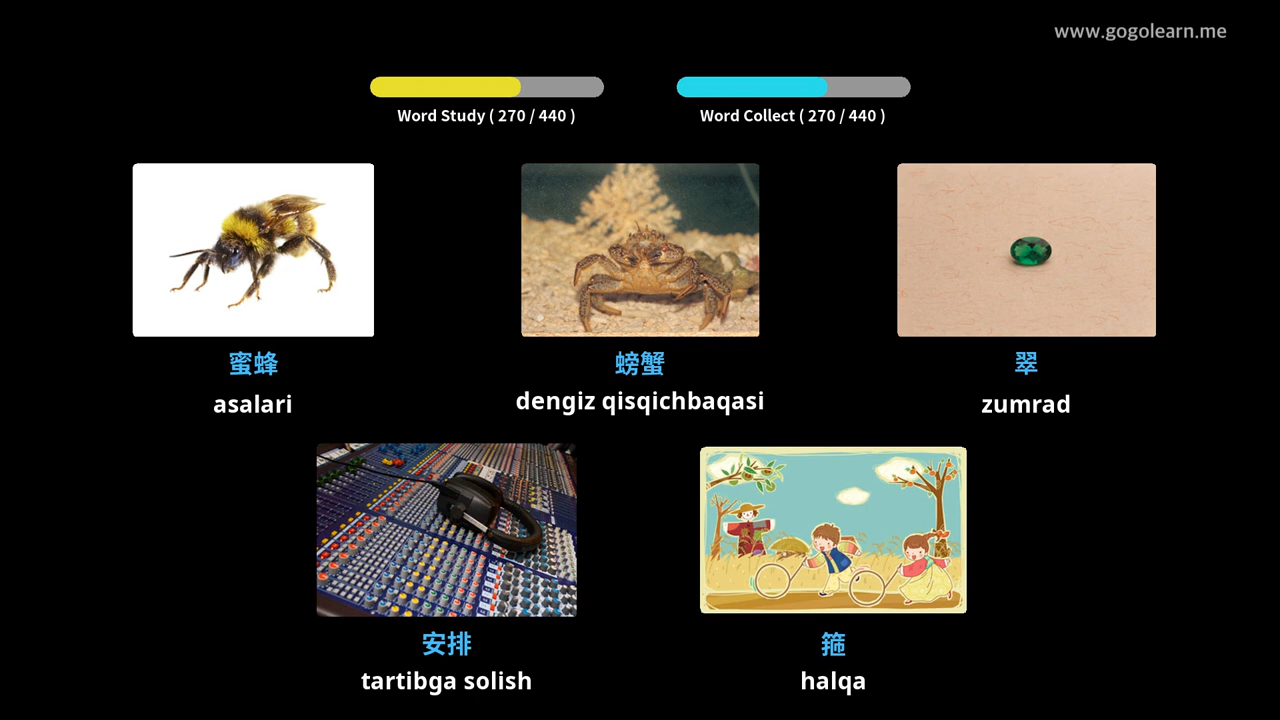 www.gogolearn.me
Word Study ( 270 / 440 )
Word Collect ( 270 / 440 )
蜜蜂
asalari
螃蟹
dengiz qisqichbaqasi
翠
zumrad
安排
tartibga solish
箍
halqa